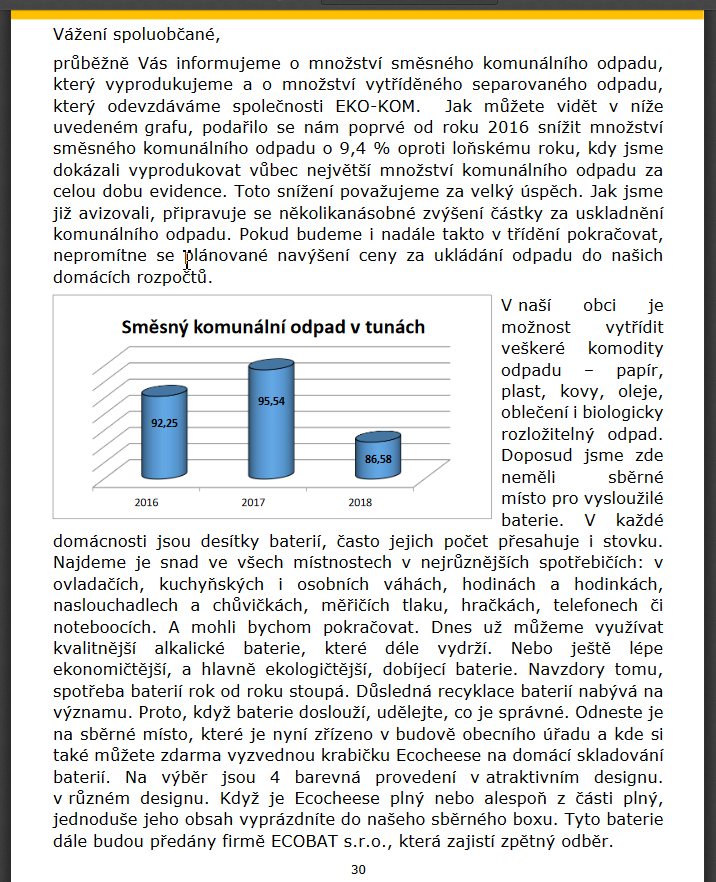 Vážení spoluobčané,
průběžně Vás informujeme o množství směsného komunálního odpadu,
který vyprodukujeme a o množství vytříděného separovaného odpadu,
který odevzdáváme společnosti EKO-KOM. Jak můžete vidět v níže
uvedeném grafu, podařilo se nám poprvé od roku 2016 snížit množství
směsného komunálního odpadu o 9,4 % oproti loňskému roku, kdy jsme
dokázali vyprodukovat vůbec největší množství komunálního odpadu za
celou dobu evidence. Toto snížení považujeme za velký úspěch. Jak jsme
již avizovali, připravuje se několikanásobné zvýšení částky za uskladnění
komunálního odpadu. Pokud budeme i nadále takto v třídění pokračovat,
nepromítne se plánované navýšení ceny za ukládání odpadu do našich
domácích rozpočtů.
Směsný komunální odpad v tunách
92,25
95,54
86,58
2016
2017
2018
V naší obci je
možnost vytřídit
veškeré komodity
odpadu – papír,
plast, kovy, oleje,
oblečení i biologicky
rozložitelný odpad.
Doposud jsme zde
neměli sběrné
místo pro vysloužilé
baterie. V každé
domácnosti jsou desítky baterií, často jejich počet přesahuje i stovku.
Najdeme je snad ve všech místnostech v nejrůznějších spotřebičích: v
ovladačích, kuchyňských i osobních váhách, hodinách a hodinkách,
naslouchadlech a chůvičkách, měřičích tlaku, hračkách, telefonech či
noteboocích. A mohli bychom pokračovat. Dnes už můžeme využívat
kvalitnější alkalické baterie, které déle vydrží. Nebo ještě lépe
ekonomičtější, a hlavně ekologičtější, dobíjecí baterie. Navzdory tomu,
spotřeba baterií rok od roku stoupá. Důsledná recyklace baterií nabývá na
významu. Proto, když baterie doslouží, udělejte, co je správné. Odneste je
na sběrné místo, které je nyní zřízeno v budově obecního úřadu a kde si
také můžete zdarma vyzvednou krabičku Ecocheese na domácí skladování
baterií. Na výběr jsou 4 barevná provedení v atraktivním designu.
v různém designu. Když je Ecocheese plný nebo alespoň z části plný,
jednoduše jeho obsah vyprázdníte do našeho sběrného boxu. Tyto baterie
dále budou předány firmě ECOBAT s.r.o., která zajistí zpětný odběr.
30